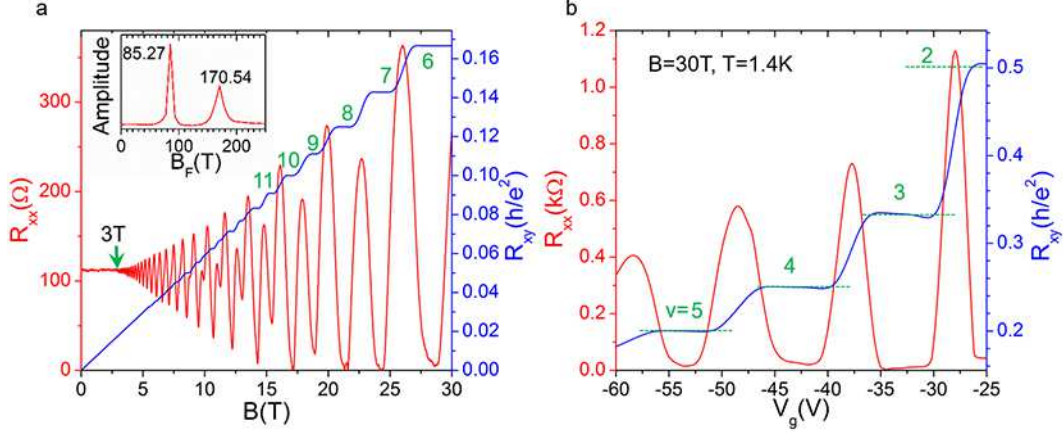 a
Amplitude
85.27
170.54
0 100 200
B_F(T)
3T
11 10 9 8 7 6
R_xx(Ω)
0
100
200
300
0 5 10 15 20 25 30
B(T)
0.16
0.14
0.12
0.10
0.08
0.06
0.04
0.02
0.00
R_xy(h/e²)
b
B=30T, T=1.4K
R_xx(kΩ)
1.2
1.0
0.8
0.6
0.4
0.2
0.0
ν=5
4
3
2
-60 -55 -50 -45 -40 -35 -30 -25
V_g(V)
0.5
0.4
0.3
0.2
R_xy(h/e²)